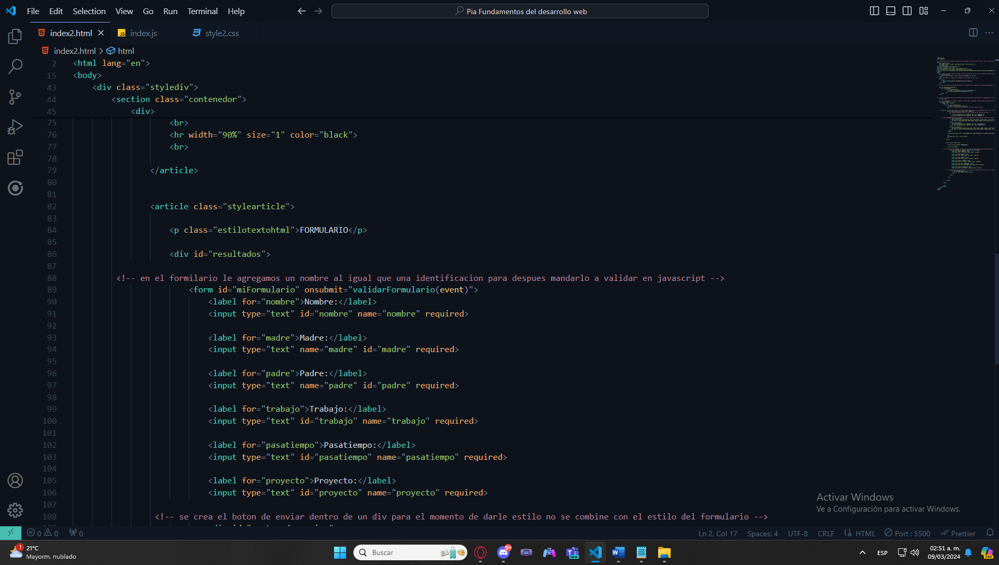 File Edit Selection View Go Run Terminal Help
Pia Fundamentos del desarrollo web
index2.html
index.js
style2.css
index2.html > html
2 <html lang="en">
15 <body>
43 <div class="stylediv">
44 <section class="contenedor">
45 <div>
75 <br>
76 <hr width="90%" size="1" color="black">
77 <br>
78
79 </article>
80
81
82 <article class="stylearticle">
83
84 <p class="estilotextohtml">FORMULARIO</p>
85
86 <div id="resultados">
87
88 <!-- en el formilario le agregamos un nombre al igual que una identificacion para despues mandarlo a validar en javascript -->
89 <form id="miFormulario" onsubmit="validarFormulario(event)">
90 <label for="nombre">Nombre:</label>
91 <input type="text" id="nombre" name="nombre" required>
92
93 <label for="madre">Madre:</label>
94 <input type="text" name="madre" id="madre" required>
95
96 <label for="padre">Padre:</label>
97 <input type="text" name="padre" id="padre" required>
98
99 <label for="trabajo">Trabajo:</label>
100 <input type="text" id="trabajo" name="trabajo" required>
101
102 <label for="pasatiempo">Pasatiempo:</label>
103 <input type="text" id="pasatiempo" name="pasatiempo" required>
104
105 <label for="proyecto">Proyecto:</label>
106 <input type="text" id="proyecto" name="proyecto" required>
107
108 <!-- se crea el boton de enviar dentro de un div para el momento de darle estilo no se combine con el estilo del formulario -->
Activar Windows
Ve a Configuración para activar Windows.
0 0 0
Ln 2, Col 17 Spaces: 4 UTF-8 CRLF HTML Port : 5500 Prettier
1 21°C
Mayorm. nublado
Buscar
9+
NEW
ESP
02:51 a. m.
09/03/2024
PRE